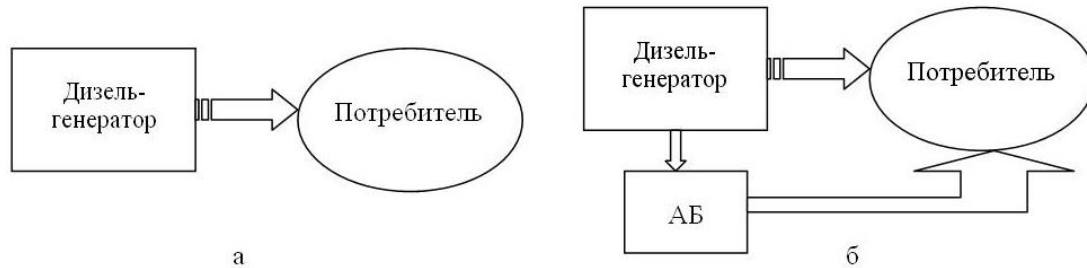 Дизель-
генератор
Потребитель
а
Дизель-
генератор
Потребитель
АБ
б